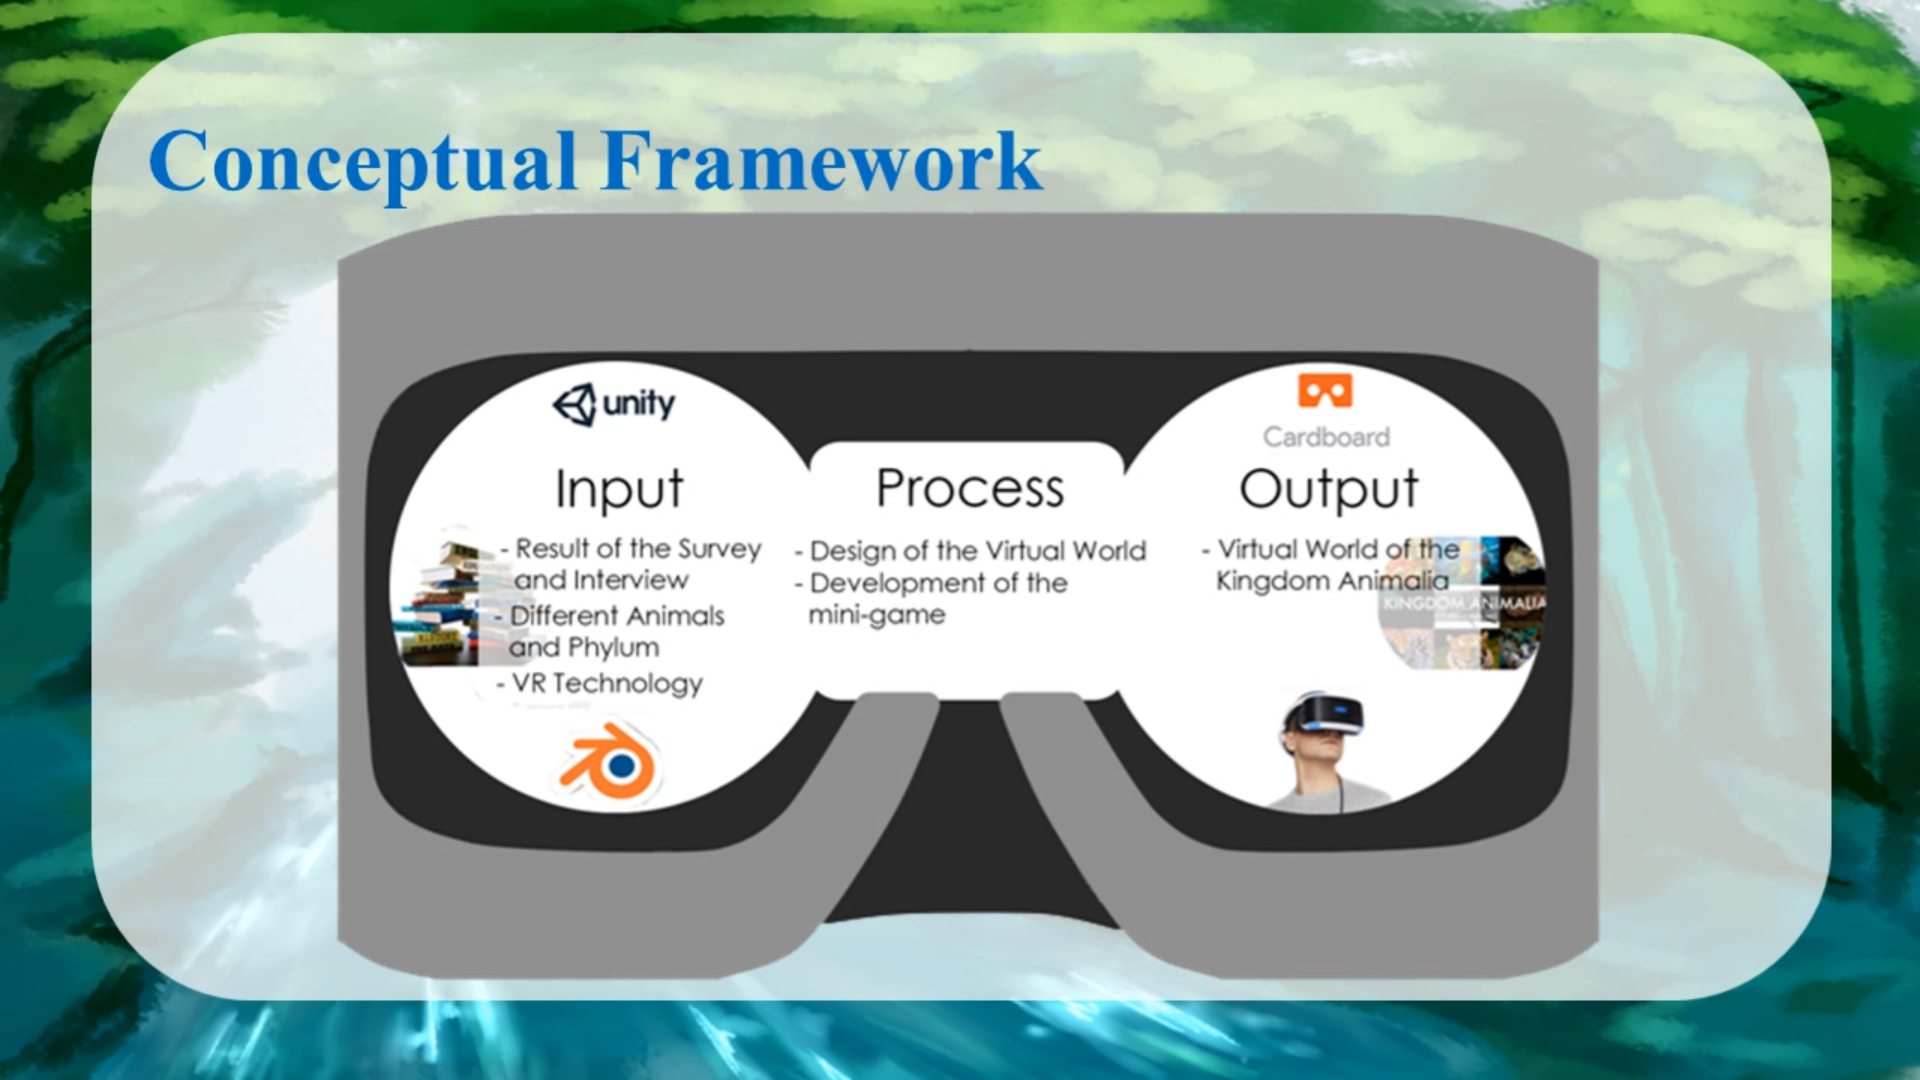 Conceptual Framework
unity
Input
- Result of the Survey
and Interview
- Different Animals
and Phylum
- VR Technology
Process
- Design of the Virtual World
- Development of the
mini-game
Cardboard
Output
- Virtual World of the
Kingdom Animalia
KINGDOM ANIMALIA